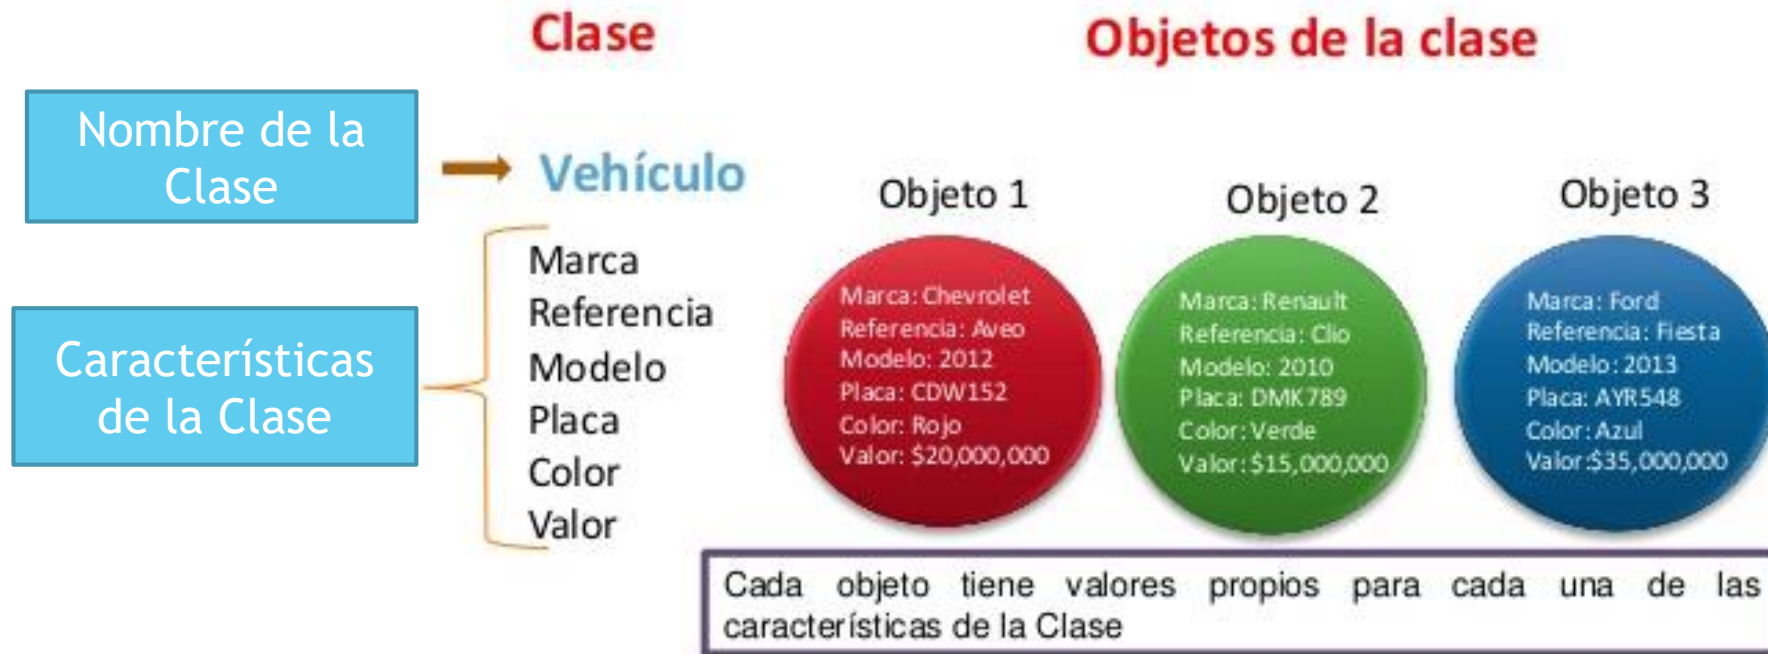 Clase
Objetos de la clase
Nombre de la
Clase
Vehículo
Características
de la Clase
Marca
Referencia
Modelo
Placa
Color
Valor
Objeto 1
Marca: Chevrolet
Referencia: Aveo
Modelo: 2012
Placa: CDW152
Color: Rojo
Valor: $20,000,000
Objeto 2
Marca: Renault
Referencia: Clio
Modelo: 2010
Placa: DMK789
Color: Verde
Valor: $15,000,000
Objeto 3
Marca: Ford
Referencia: Fiesta
Modelo: 2013
Placa: AYR548
Color: Azul
Valor:$35,000,000
Cada objeto tiene valores propios para cada una de las
características de la Clase